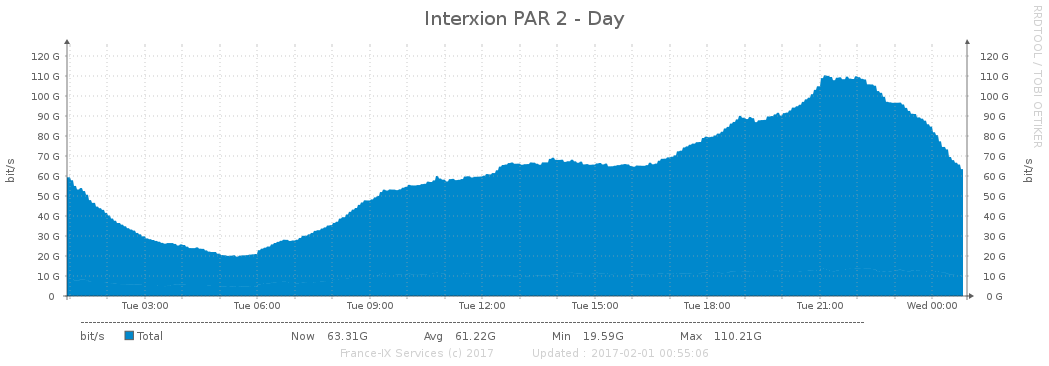 Interxion PAR 2 - Day
RRDTOOL / TOBI OETIKER
bit/s
120 G 120 G
110 G 110 G
100 G 100 G
90 G 90 G
80 G 80 G
70 G 70 G
60 G 60 G
50 G 50 G
40 G 40 G
30 G 30 G
20 G 20 G
10 G 10 G
0 0 G
bit/s
Tue 03:00 Tue 06:00 Tue 09:00 Tue 12:00 Tue 15:00 Tue 18:00 Tue 21:00 Wed 00:00
bit/s Total Now 63.31G Avg 61.22G Min 19.59G Max 110.21G
France-IX Services (c) 2017 Updated : 2017-02-01 00:55:06